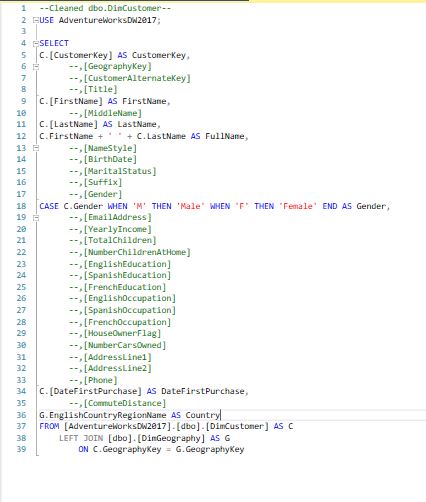 1 --Cleaned dbo.DimCustomer--
2 USE AdventureWorksDW2017;
3
4 SELECT
5 C.[CustomerKey] AS CustomerKey,
6 --,[GeographyKey]
7 --,[CustomerAlternateKey]
8 --,[Title]
9 C.[FirstName] AS FirstName,
10 --,[MiddleName]
11 C.[LastName] AS LastName,
12 C.FirstName + ' ' + C.LastName AS FullName,
13 --,[NameStyle]
14 --,[BirthDate]
15 --,[MaritalStatus]
16 --,[Suffix]
17 --,[Gender]
18 CASE C.Gender WHEN 'M' THEN 'Male' WHEN 'F' THEN 'Female' END AS Gender,
19 --,[EmailAddress]
20 --,[YearlyIncome]
21 --,[TotalChildren]
22 --,[NumberChildrenAtHome]
23 --,[EnglishEducation]
24 --,[SpanishEducation]
25 --,[FrenchEducation]
26 --,[EnglishOccupation]
27 --,[SpanishOccupation]
28 --,[FrenchOccupation]
29 --,[HouseOwnerFlag]
30 --,[NumberCarsOwned]
31 --,[AddressLine1]
32 --,[AddressLine2]
33 --,[Phone]
34 C.[DateFirstPurchase] AS DateFirstPurchase,
35 --,[CommuteDistance]
36 G.EnglishCountryRegionName AS Country
37 FROM [AdventureWorksDW2017].[dbo].[DimCustomer] AS C
38 LEFT JOIN [dbo].[DimGeography] AS G
39 ON C.GeographyKey = G.GeographyKey